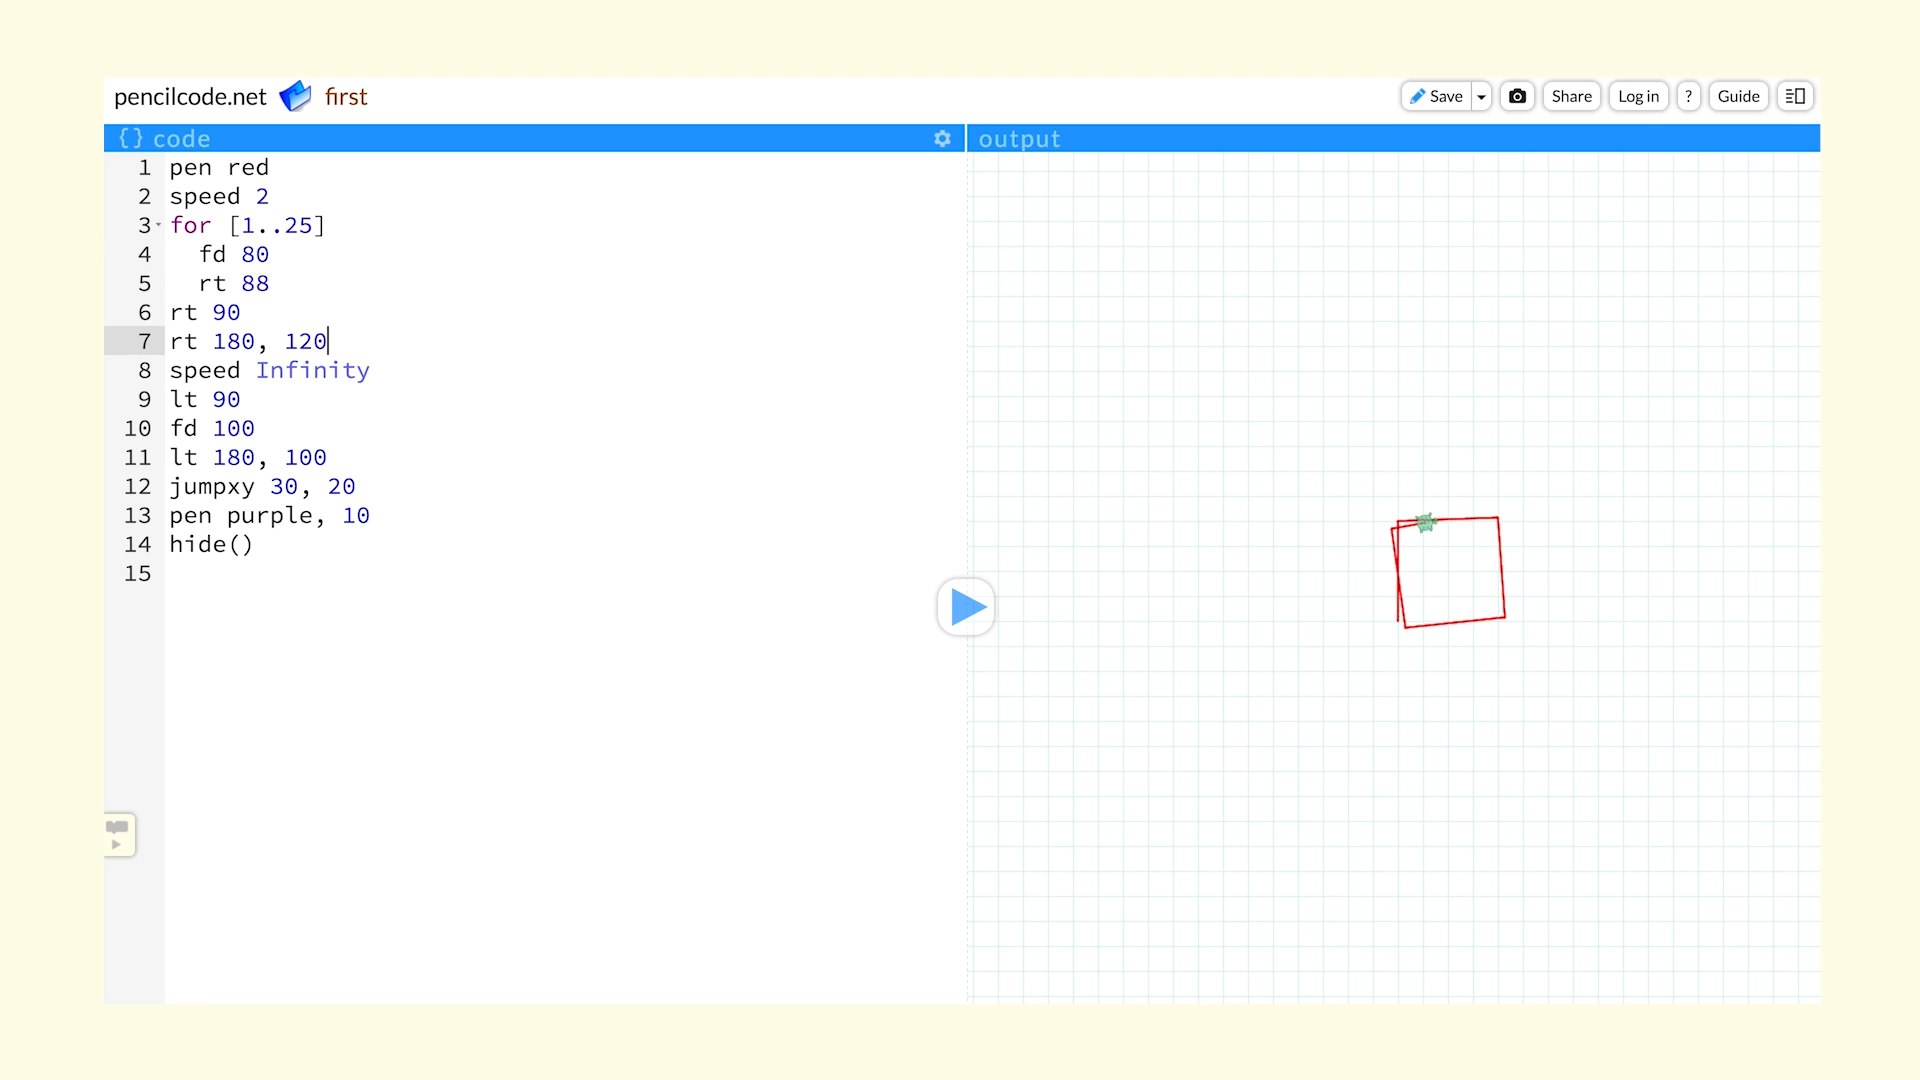 pencilcode.net first Save Share Log in ? Guide
{} code output
1 pen red
2 speed 2
3 for [1..25]
4 fd 80
5 rt 88
6 rt 90
7 rt 180, 120
8 speed Infinity
9 lt 90
10 fd 100
11 lt 180, 100
12 jumpxy 30, 20
13 pen purple, 10
14 hide()
15